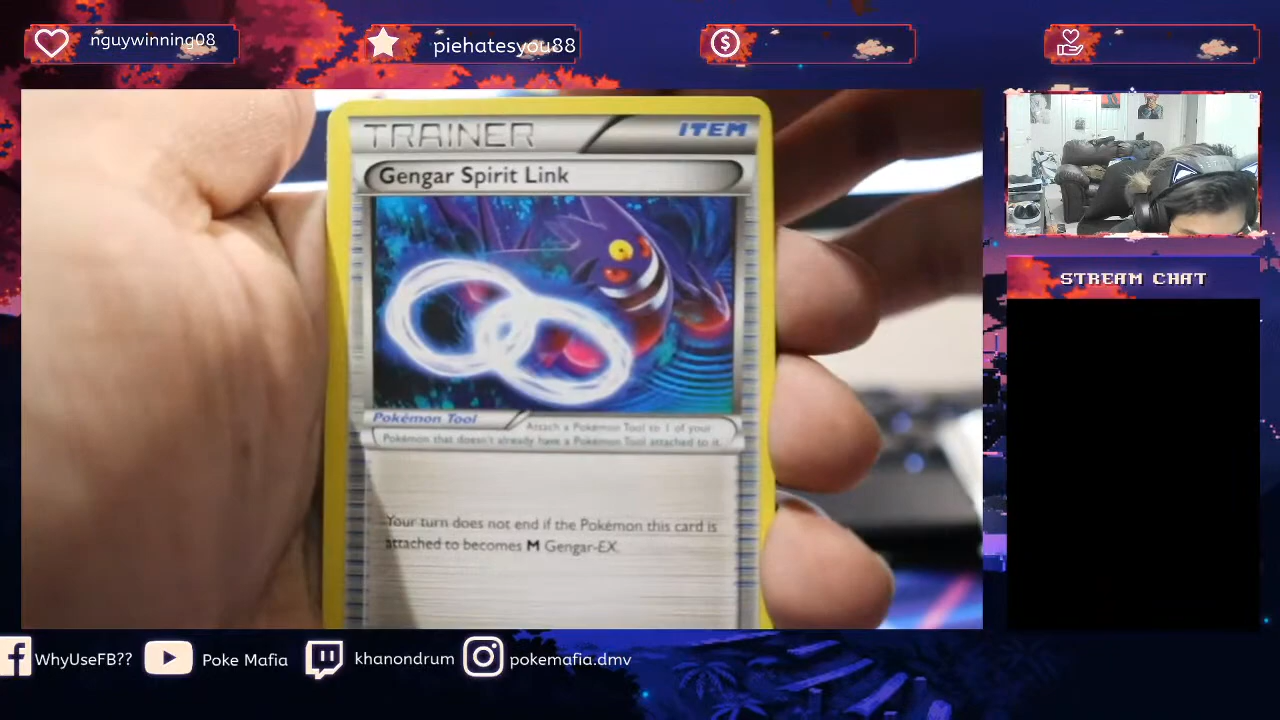 nguywinning08
piehatesyou88
TRAINER
ITEM
Gengar Spirit Link
Pokémon Tool
Attach a Pokémon Tool to 1 of your
Pokémon that doesn't already have a Pokémon Tool attached to it.
Your turn does not end if the Pokémon this card is
attached to becomes M Gengar-EX.
STREAM CHAT
WhyUseFB??
Poke Mafia
khanondrum
pokemafia.dmv